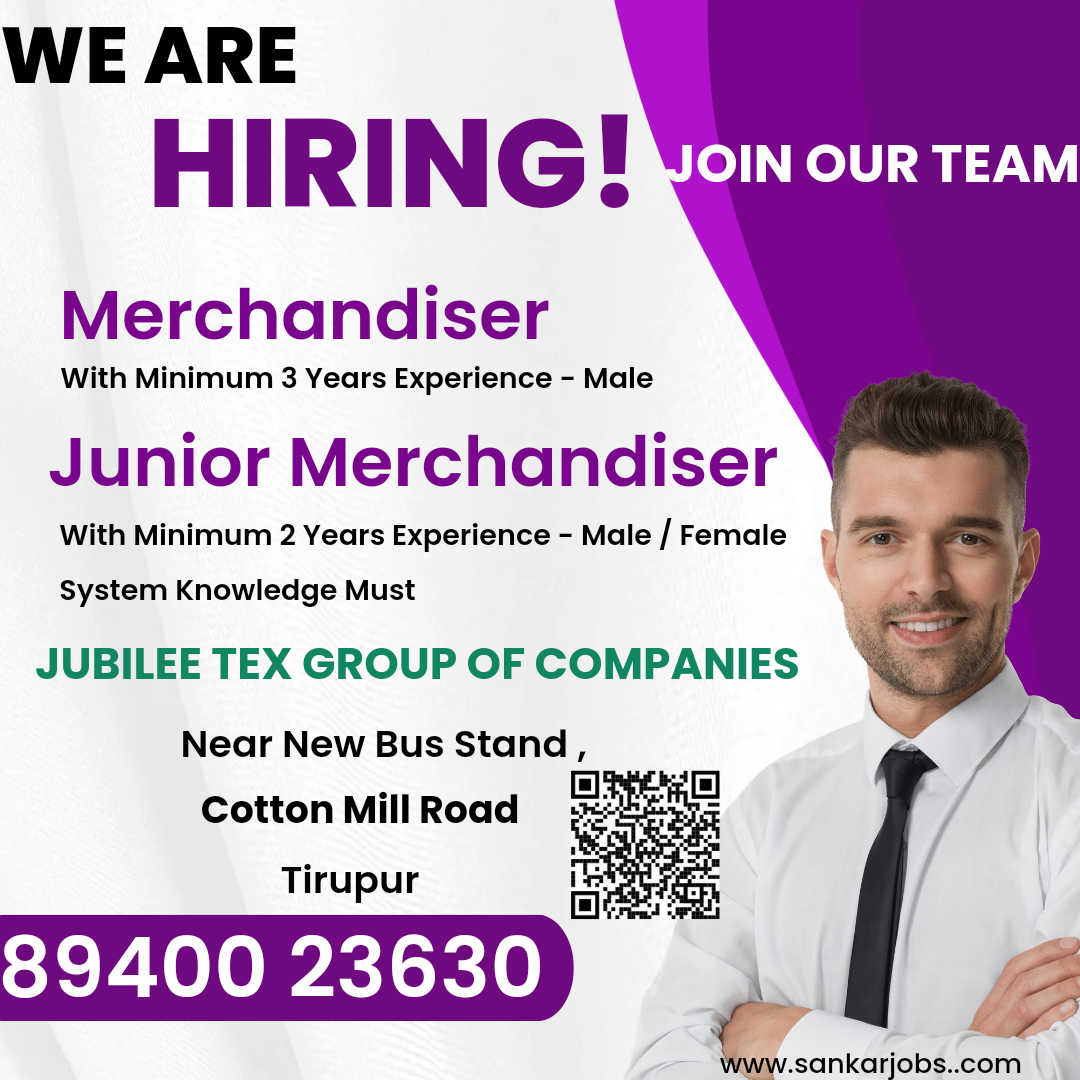 WE ARE
HIRING!
JOIN OUR TEAM
Merchandiser
With Minimum 3 Years Experience - Male
Junior Merchandiser
With Minimum 2 Years Experience - Male / Female
System Knowledge Must
JUBILEE TEX GROUP OF COMPANIES
Near New Bus Stand ,
Cotton Mill Road
Tirupur
89400 23630
www.sankarjobs..com